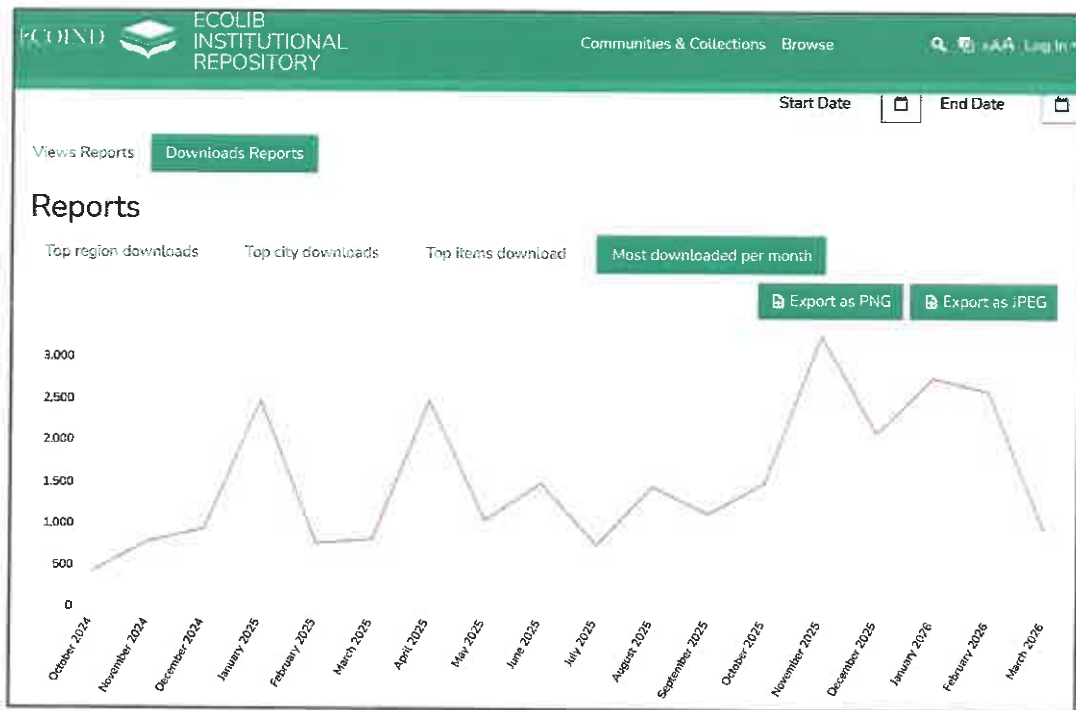 ECOIND
ECOLIB
INSTITUTIONAL
REPOSITORY
Communities & Collections Browse
Log In
Start Date End Date
Views Reports Downloads Reports
Reports
Top region downloads Top city downloads Top items download Most downloaded per month
Export as PNG Export as JPEG
3,000
2,500
2,000
1,500
1,000
500
0
October 2024
November 2024
December 2024
January 2025
February 2025
March 2025
April 2025
May 2025
June 2025
July 2025
August 2025
September 2025
October 2025
November 2025
December 2025
January 2026
February 2026
March 2026